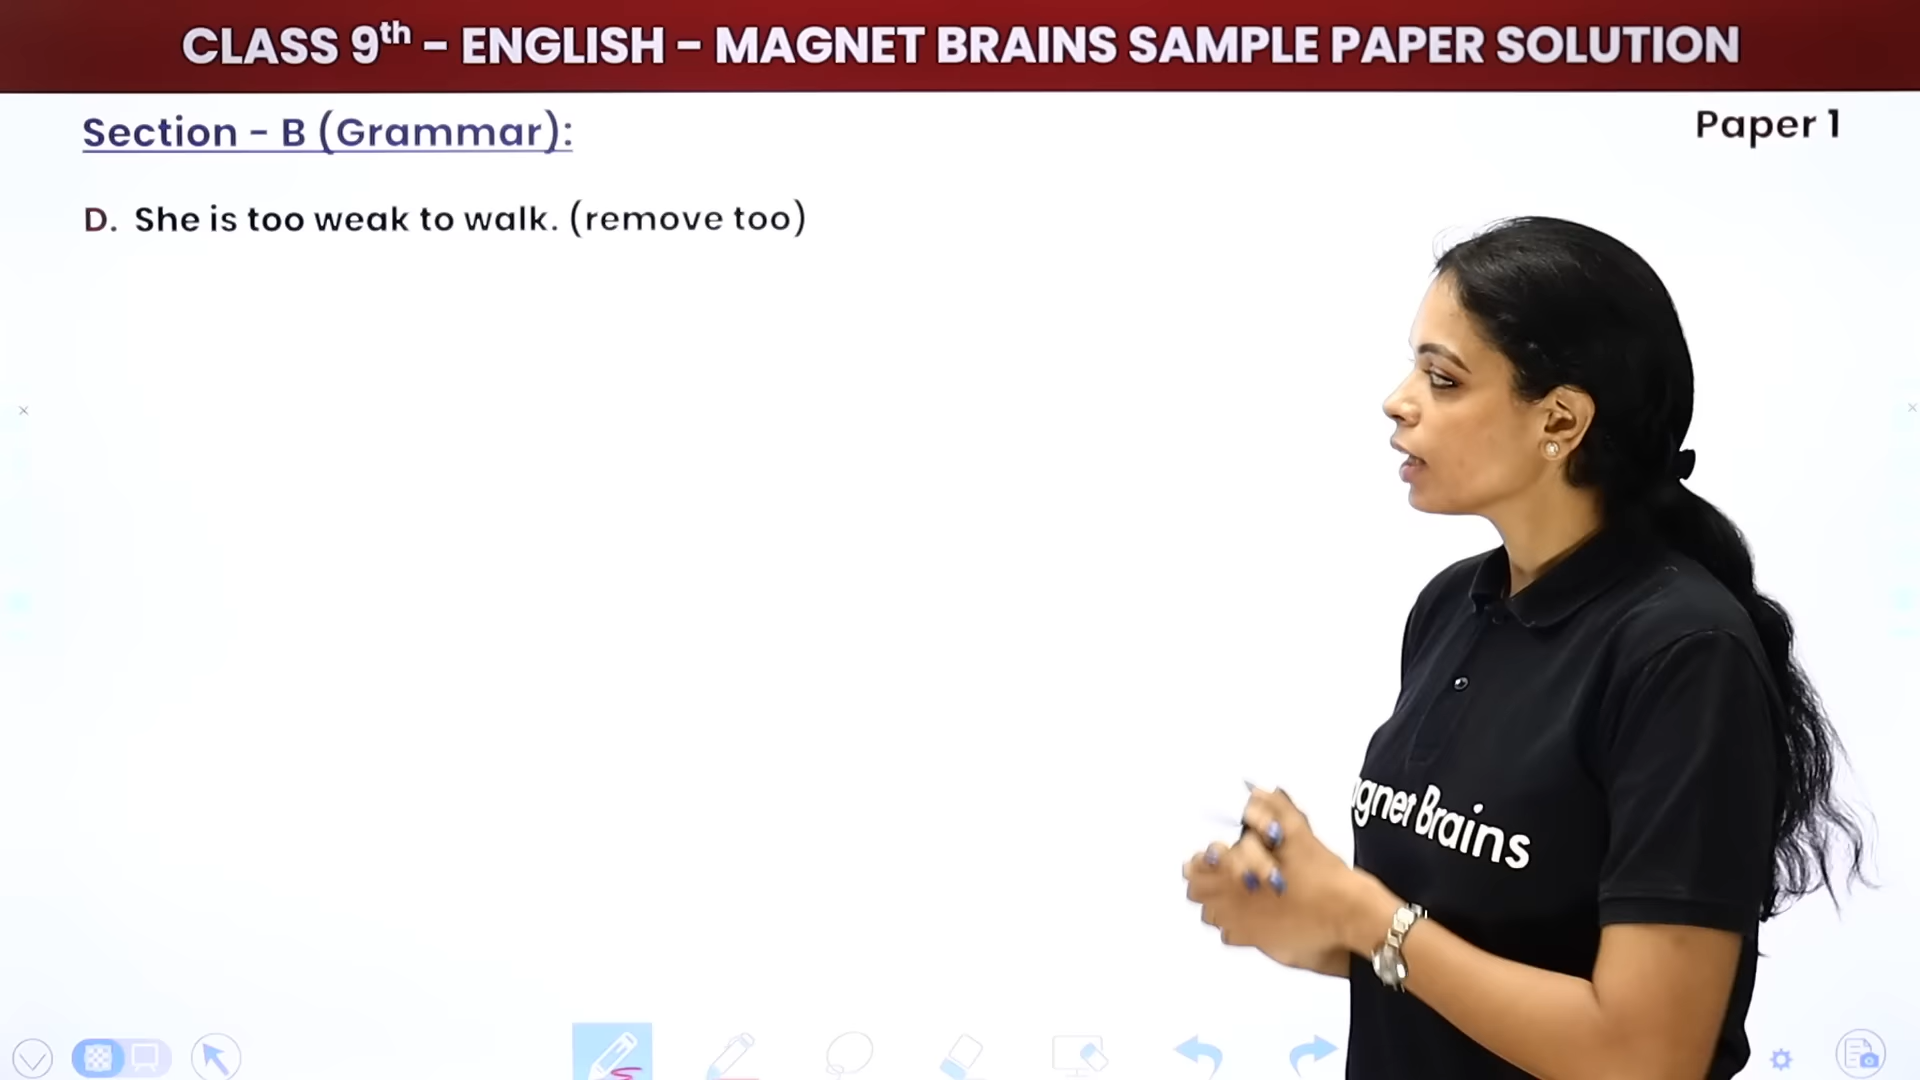 CLASS 9th – ENGLISH – MAGNET BRAINS SAMPLE PAPER SOLUTION
Section – B (Grammar):
Paper 1
D. She is too weak to walk. (remove too)
gnet Brains